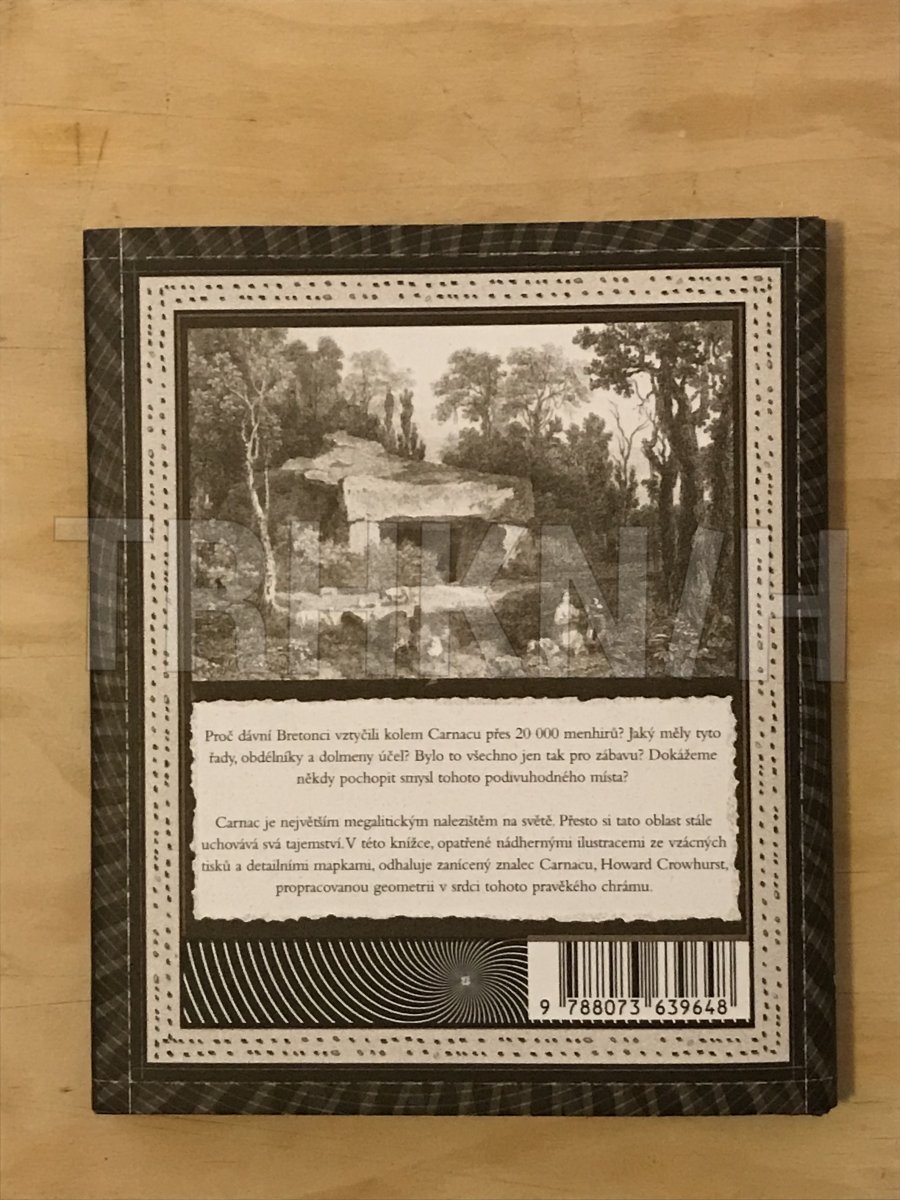 TBHKN/H
Proč dávní Bretonci vztyčili kolem Carnacu přes 20 000 menhirů? Jaký měly tyto
řady, obdélníky a dolmeny účel? Bylo to všechno jen tak pro zábavu? Dokážeme
někdy pochopit smysl tohoto podivuhodného místa?
Carnac je největším megalitickým nalezištěm na světě. Přesto si tato oblast stále
uchovává svá tajemství. V této knížce, opatřené nádhernými ilustracemi ze vzácných
tisků a detailními mapkami, odhaluje zanícený znalec Carnacu, Howard Crowhurst,
propracovanou geometrii v srdci tohoto pravěkého chrámu.
9 788073 639648